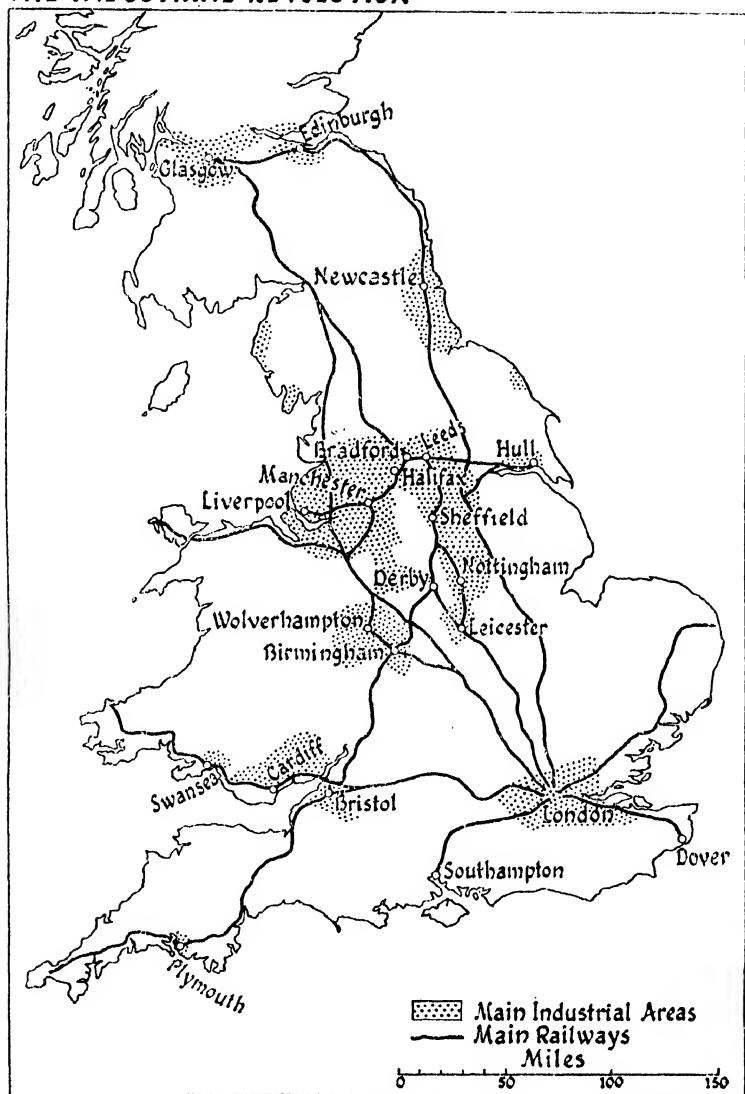 THE INDUSTRIAL REVOLUTION
Edinburgh
Glasgow
Newcastle
Bradford
Leeds
Hull
Manchester
Halifax
Liverpool
Sheffield
Nottingham
Derby
Wolverhampton
Leicester
Birmingham
Cardiff
Swansea
Bristol
London
Dover
Southampton
Plymouth
Main Industrial Areas
Main Railways
Miles
0 50 100 150